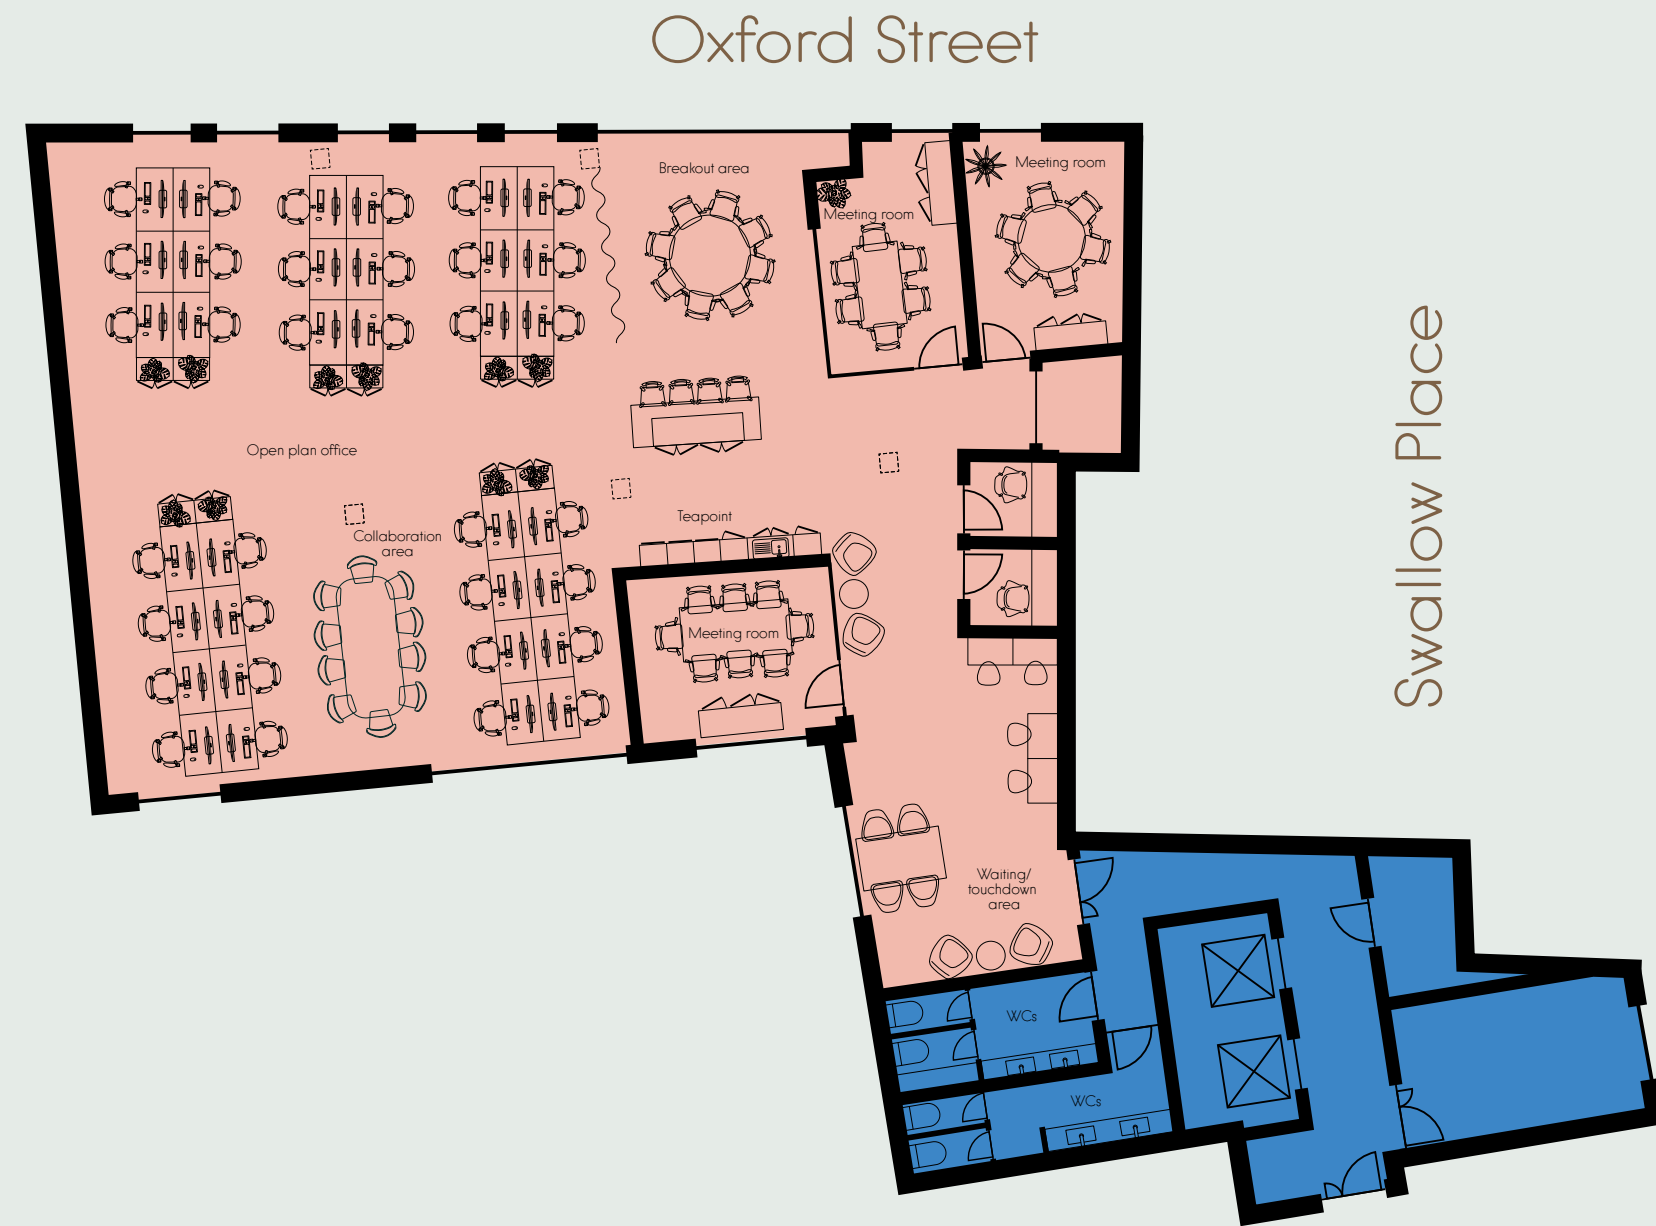 Oxford Street
Breakout area
Meeting room
Meeting room
Swallow Place
Open plan office
Collaboration
area
Teapoint
Meeting room
Waiting/
touchdown
area
WCs
WCs